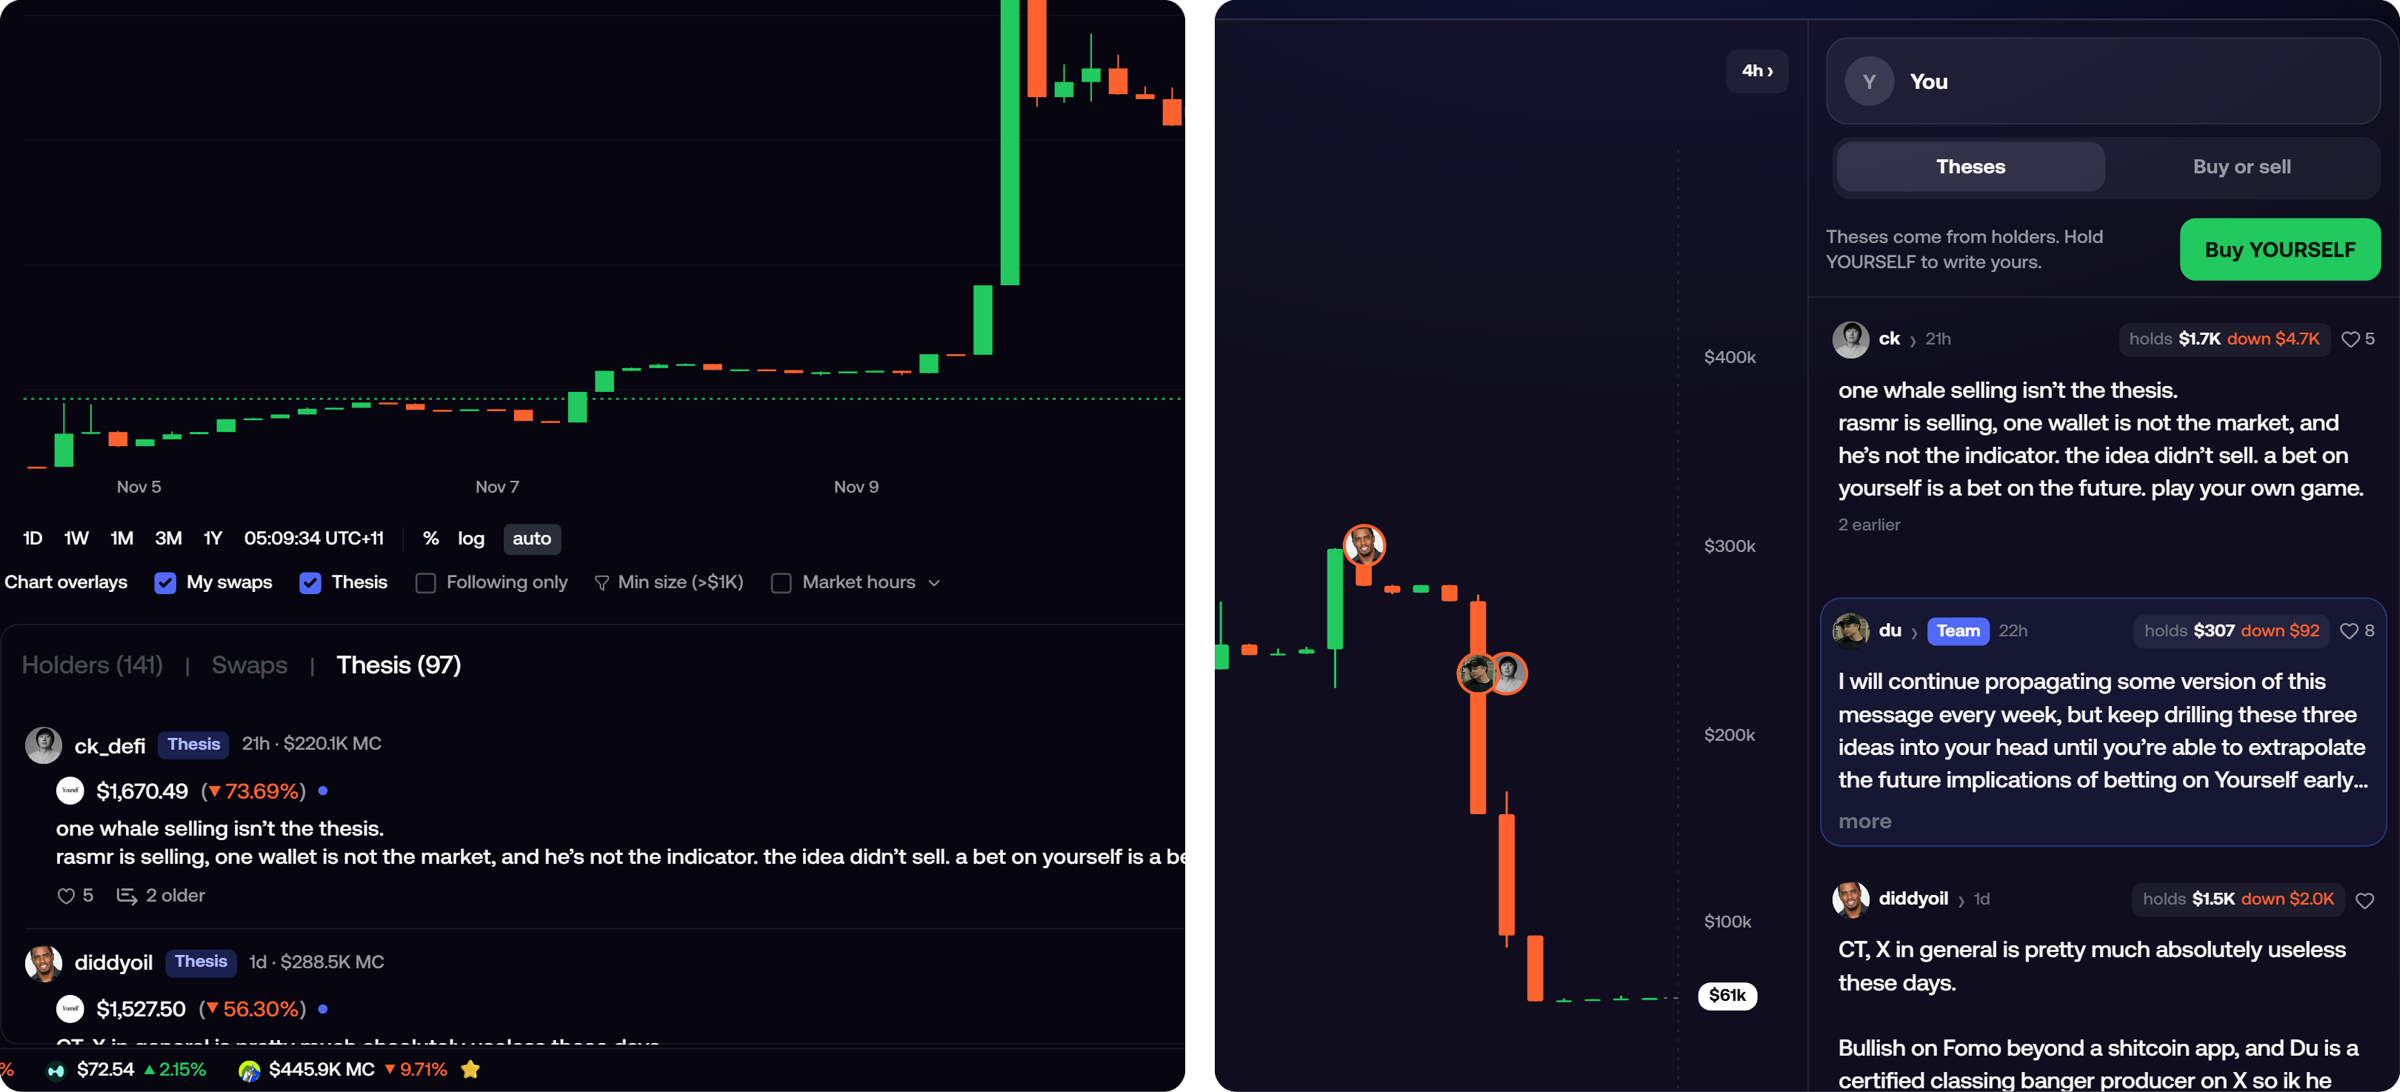 Nov 5
Nov 7
Nov 9
1D 1W 1M 3M 1Y 05:09:34 UTC+11 % log auto
Chart overlays My swaps Thesis Following only Min size (>$1K) Market hours
Holders (141) | Swaps | Thesis (97)
ck_defi Thesis 21h · $220.1K MC
$1,670.49 (▼73.69%)
one whale selling isn’t the thesis.
rasmr is selling, one wallet is not the market, and he’s not the indicator. the idea didn’t sell. a bet on yourself is a be
5 2 older
diddyoil Thesis 1d · $288.5K MC
$1,527.50 (▼56.30%)
CT, X in general is pretty much absolutely useless these days.
% $72.54 ▲2.15% $445.9K MC ▼9.71%
4h ›
$400k
$300k
$200k
$100k
$61k
Y You
Theses Buy or sell
Theses come from holders. Hold
YOURSELF to write yours.
Buy YOURSELF
ck › 21h holds $1.7K down $4.7K 5
one whale selling isn’t the thesis.
rasmr is selling, one wallet is not the market, and
he’s not the indicator. the idea didn’t sell. a bet on
yourself is a bet on the future. play your own game.
2 earlier
du › Team 22h holds $307 down $92 8
I will continue propagating some version of this
message every week, but keep drilling these three
ideas into your head until you’re able to extrapolate
the future implications of betting on Yourself early...
more
diddyoil › 1d holds $1.5K down $2.0K
CT, X in general is pretty much absolutely useless
these days.
Bullish on Fomo beyond a shitcoin app, and Du is a
certified classing banger producer on X so ik he